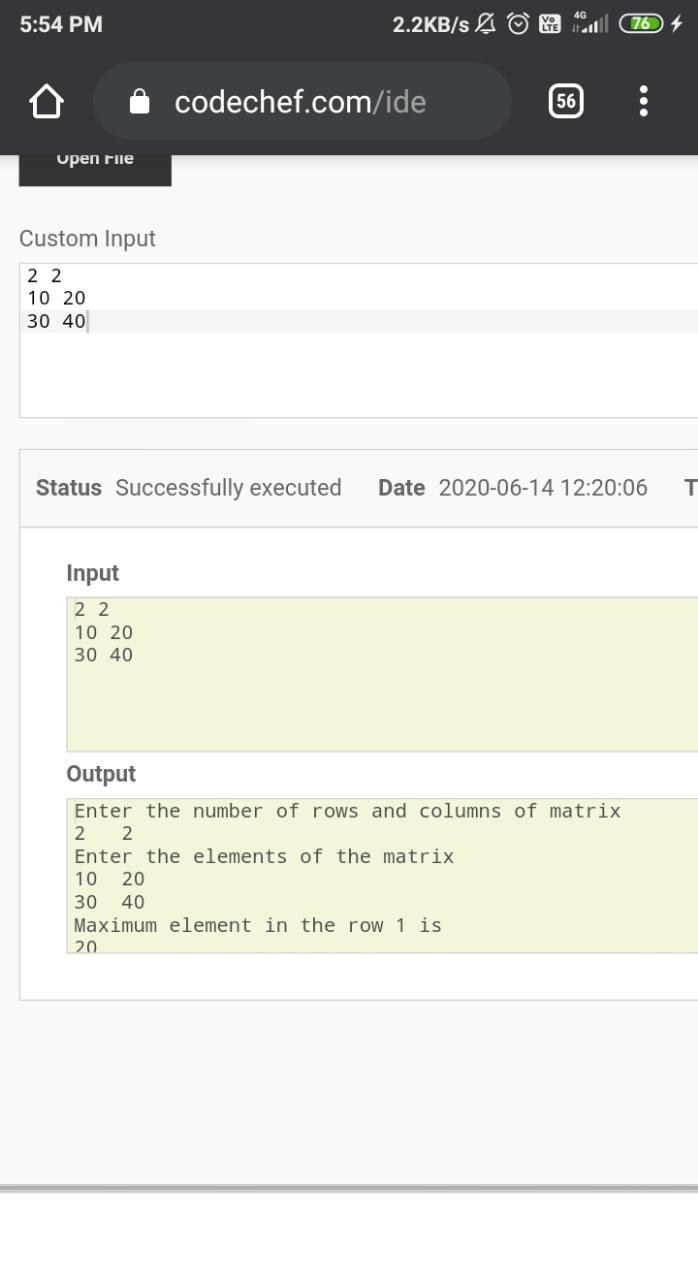 5:54 PM 2.2KB/s Vo LTE 4G 76
codechef.com/ide 56
Open File
Custom Input
2 2
10 20
30 40
Status Successfully executed Date 2020-06-14 12:20:06 T
Input
2 2
10 20
30 40
Output
Enter the number of rows and columns of matrix
2 2
Enter the elements of the matrix
10 20
30 40
Maximum element in the row 1 is
20